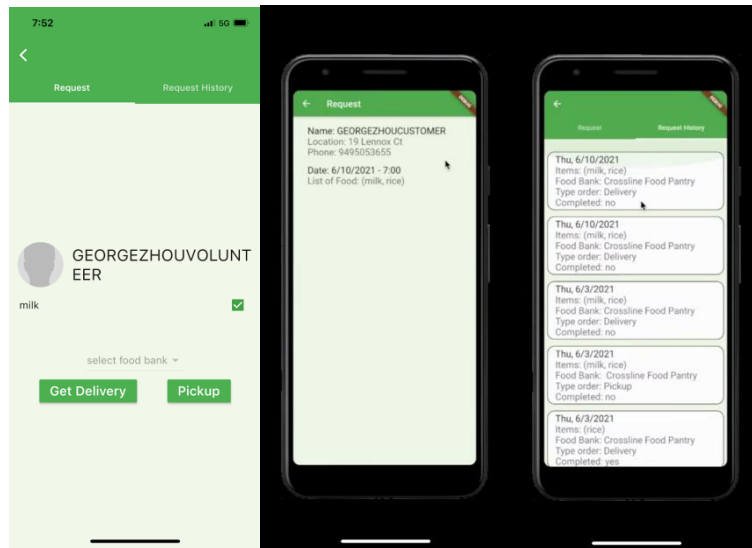 7:52
5G
Request
Request History
GEORGEZHOUVOLUNT
EER
milk
select food bank
Get Delivery
Pickup
Request
Name: GEORGEZHOUCUSTOMER
Location: 19 Lennox Ct
Phone: 9495053655
Date: 6/10/2021 - 7:00
List of Food: (milk, rice)
Request
Request History
Thu, 6/10/2021
Items: (milk, rice)
Food Bank: Crossline Food Pantry
Type order: Delivery
Completed: no
Thu, 6/10/2021
Items: (milk, rice)
Food Bank: Crossline Food Pantry
Type order: Delivery
Completed: no
Thu, 6/3/2021
Items: (milk, rice)
Food Bank: Crossline Food Pantry
Type order: Delivery
Completed: no
Thu, 6/3/2021
Items: (milk, rice)
Food Bank: Crossline Food Pantry
Type order: Pickup
Completed: no
Thu, 6/3/2021
Items: (rice)
Food Bank: Crossline Food Pantry
Type order: Delivery
Completed: yes